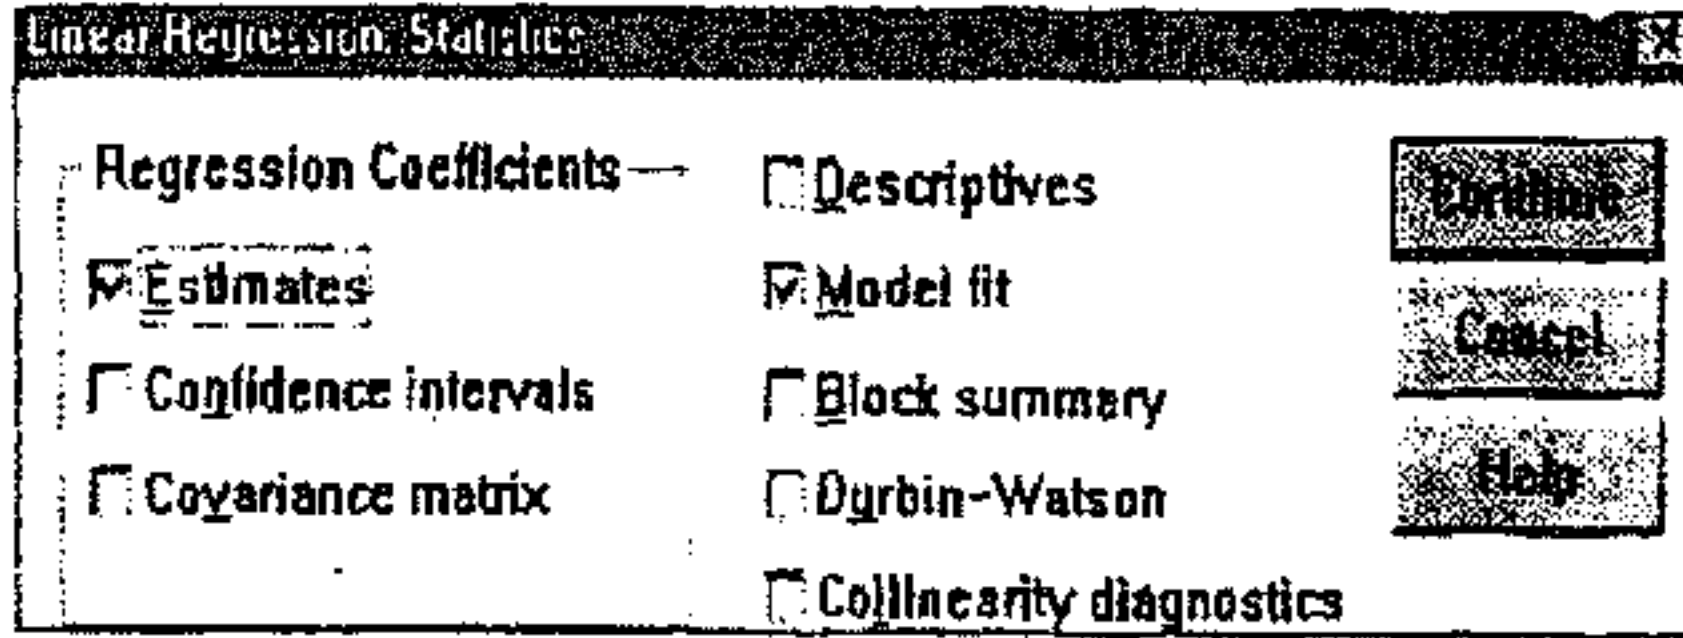 Linear Regression: Statistics
Regression Coefficients
Estimates
Confidence intervals
Covariance matrix
Descriptives
Model fit
Block summary
Durbin-Watson
Collinearity diagnostics
Continue
Cancel
Help